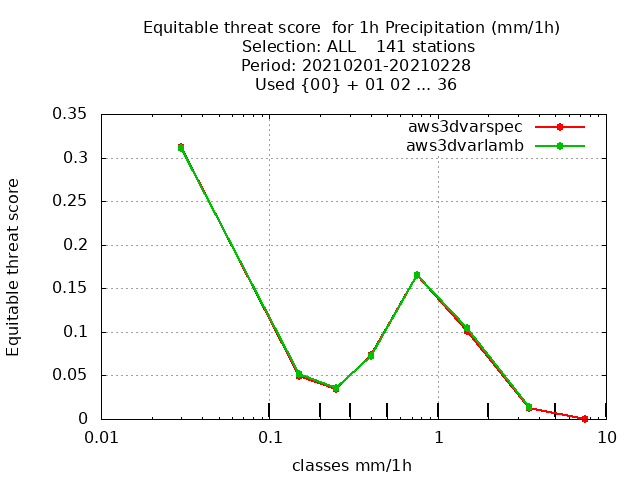 Equitable threat score  for 1h Precipitation (mm/1h)
Selection: ALL    141 stations
Period: 20210201-20210228
Used {00} + 01 02 ... 36
aws3dvarspec
aws3dvarlamb
Equitable threat score
0.35
0.3
0.25
0.2
0.15
0.1
0.05
0
0.01 0.1 1 10
classes mm/1h